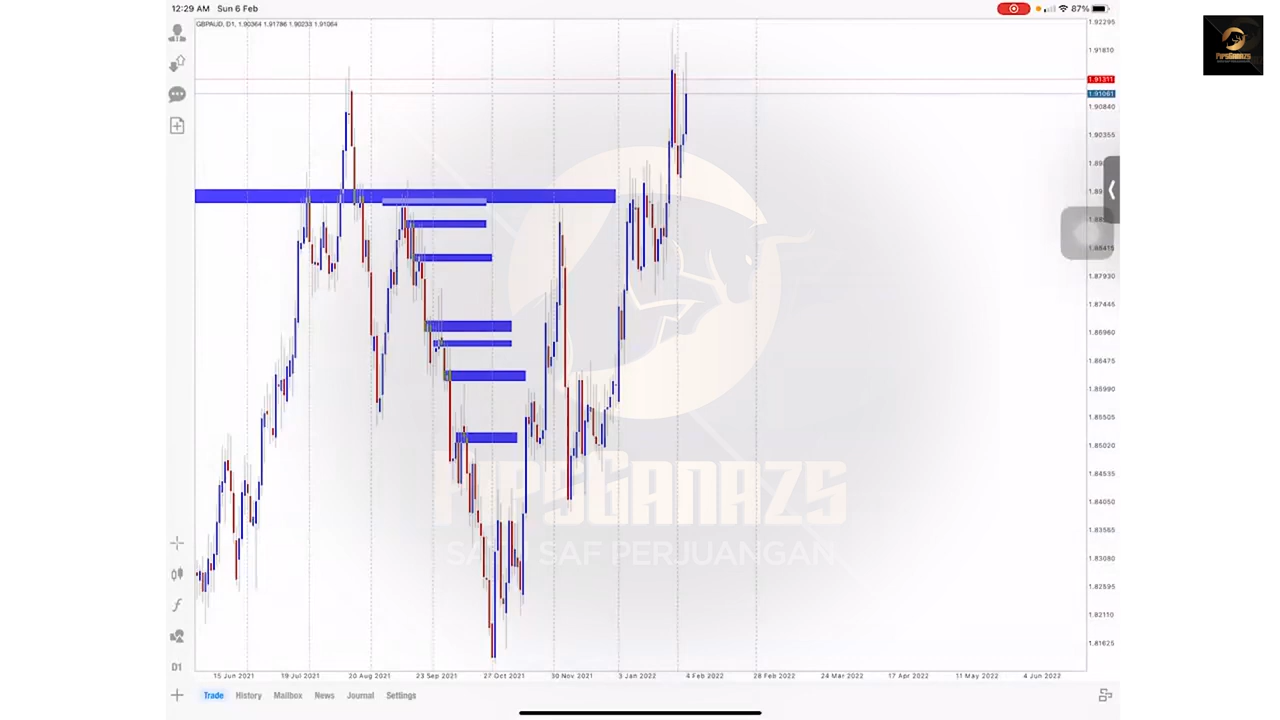 12:29 AM Sun 6 Feb
87%
GBPAUD, D1, 1.90364 1.91786 1.90233 1.91064
1.92295
1.91810
1.91311
1.91061
1.90840
1.90355
1.88415
1.87930
1.87445
1.86960
1.86475
1.85990
1.85505
1.85020
1.84535
1.84050
1.83565
1.83080
1.82595
1.82110
1.81625
PIPSGANAZS
SAF PERJUANGAN
D1
15 Jun 2021 19 Jul 2021 20 Aug 2021 23 Sep 2021 27 Oct 2021 30 Nov 2021 3 Jan 2022 4 Feb 2022 28 Feb 2022 24 Mar 2022 17 Apr 2022 11 May 2022 4 Jun 2022
Trade History Mailbox News Journal Settings
PIPSGANAZS